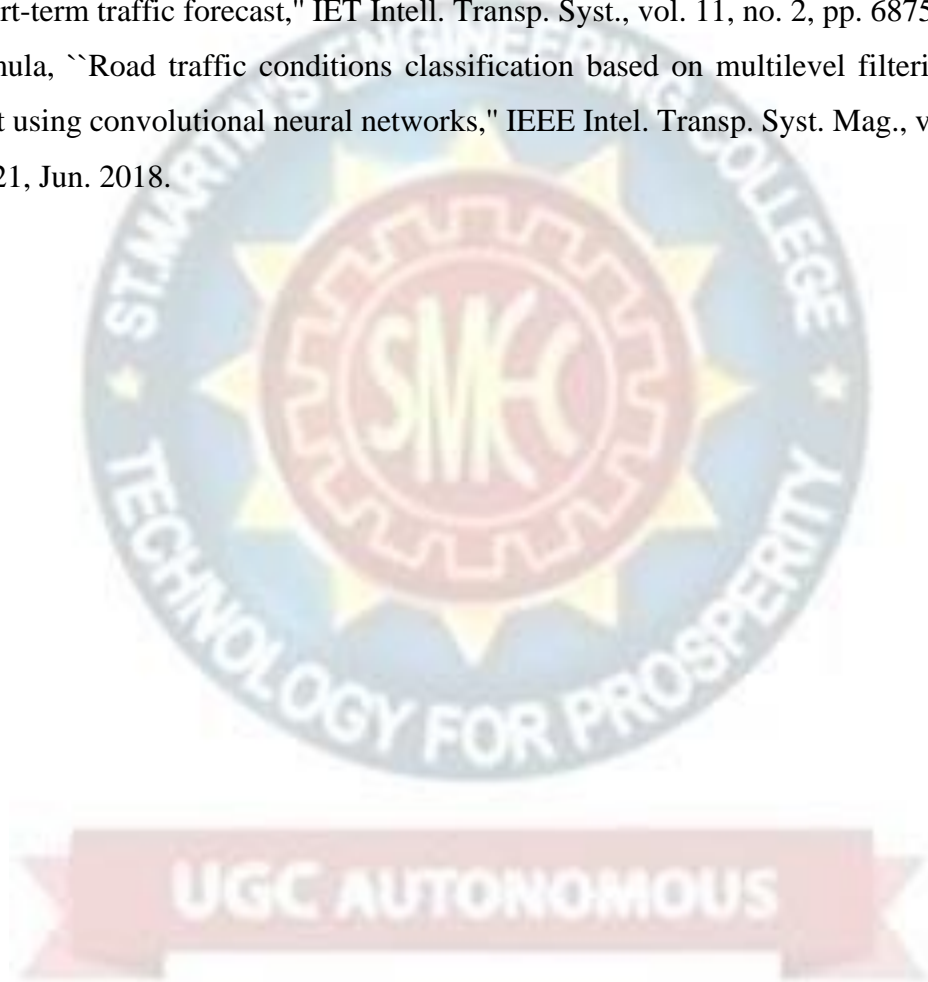 rt-term traffic forecast," IET Intell. Transp. Syst., vol. 11, no. 2, pp. 6875
nula, ``Road traffic conditions classification based on multilevel filteri
t using convolutional neural networks," IEEE Intel. Transp. Syst. Mag., v
21, Jun. 2018.
ST.MARTIN'S ENGINEERING COLLEGE
SMEC
TECHNOLOGY FOR PROSPERITY
UGC AUTONOMOUS